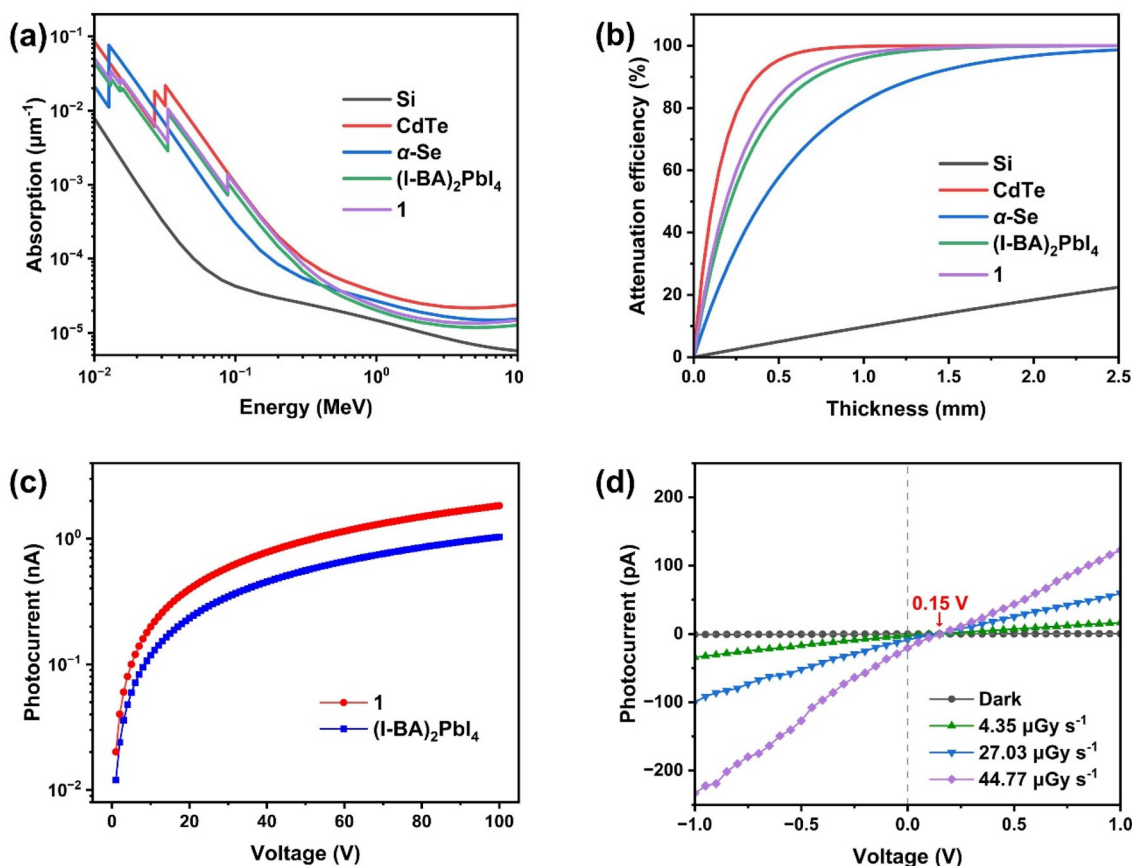 (a)
10⁻¹
10⁻²
10⁻³
10⁻⁴
10⁻⁵
Absorption (μm⁻¹)
Si
CdTe
α-Se
(I-BA)₂PbI₄
1
10⁻²
10⁻¹
10⁰
10
Energy (MeV)
(b)
100
80
60
40
20
0
Attenuation efficiency (%)
Si
CdTe
α-Se
(I-BA)₂PbI₄
1
0.0
0.5
1.0
1.5
2.0
2.5
Thickness (mm)
(c)
10⁰
10⁻¹
10⁻²
Photocurrent (nA)
1
(I-BA)₂PbI₄
0
20
40
60
80
100
Voltage (V)
(d)
200
100
0
−100
−200
Photocurrent (pA)
0.15 V
Dark
4.35 μGy s⁻¹
27.03 μGy s⁻¹
44.77 μGy s⁻¹
−1.0
−0.5
0.0
0.5
1.0
Voltage (V)